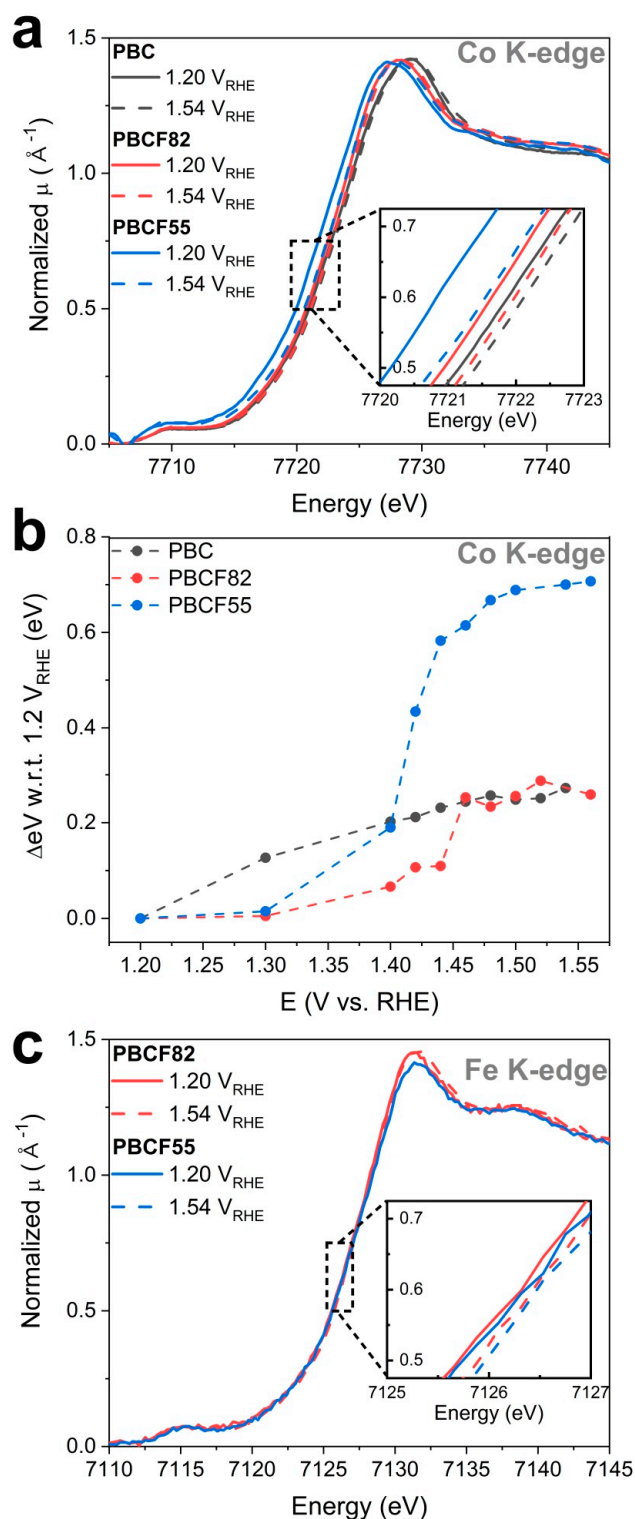 a
Co K-edge
PBC
1.20 V_RHE
1.54 V_RHE
PBCF82
1.20 V_RHE
1.54 V_RHE
PBCF55
1.20 V_RHE
1.54 V_RHE
Normalized μ ( Å⁻¹)
1.5
1.0
0.5
0.0
0.7
0.6
0.5
7720 7721 7722 7723
Energy (eV)
7710 7720 7730 7740
Energy (eV)
b
Co K-edge
PBC
PBCF82
PBCF55
ΔeV w.r.t. 1.2 V_RHE (eV)
0.8
0.6
0.4
0.2
0.0
1.20 1.25 1.30 1.35 1.40 1.45 1.50 1.55
E (V vs. RHE)
c
Fe K-edge
PBCF82
1.20 V_RHE
1.54 V_RHE
PBCF55
1.20 V_RHE
1.54 V_RHE
Normalized μ ( Å⁻¹)
1.5
1.0
0.5
0.0
0.7
0.6
0.5
7125 7126 7127
Energy (eV)
7110 7115 7120 7125 7130 7135 7140 7145
Energy (eV)